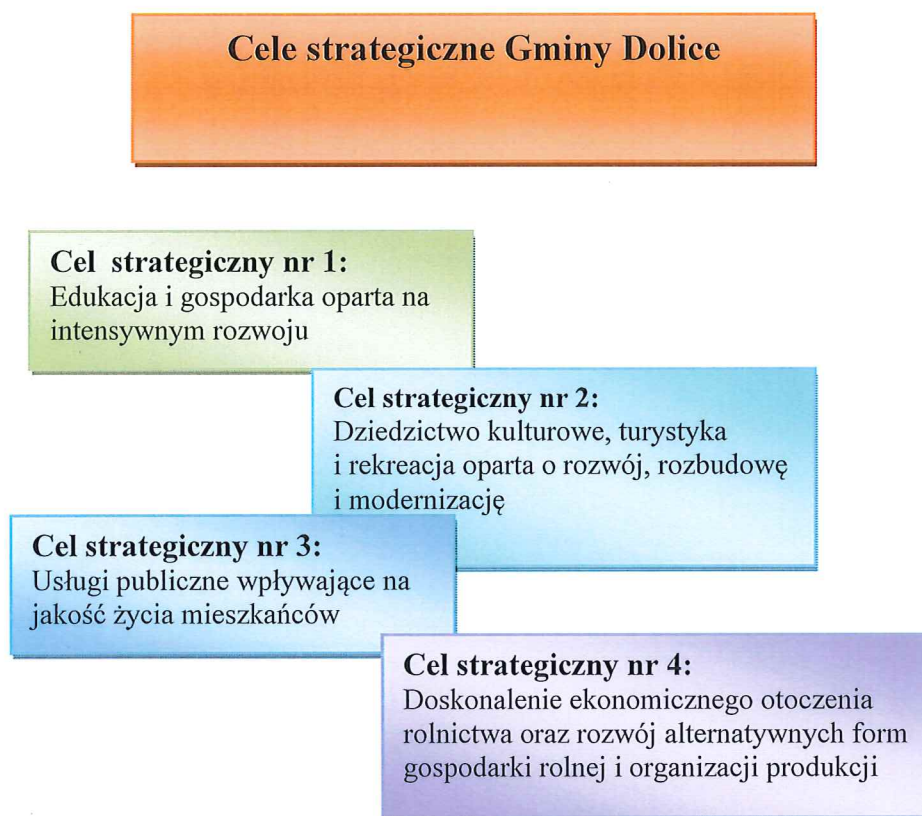 Cele strategiczne Gminy Dolice
Cel strategiczny nr 1:
Edukacja i gospodarka oparta na
intensywnym rozwoju
Cel strategiczny nr 2:
Dziedzictwo kulturowe, turystyka
i rekreacja oparta o rozwój, rozbudowę
i modernizację
Cel strategiczny nr 3:
Usługi publiczne wpływające na
jakość życia mieszkańców
Cel strategiczny nr 4:
Doskonalenie ekonomicznego otoczenia
rolnictwa oraz rozwój alternatywnych form
gospodarki rolnej i organizacji produkcji